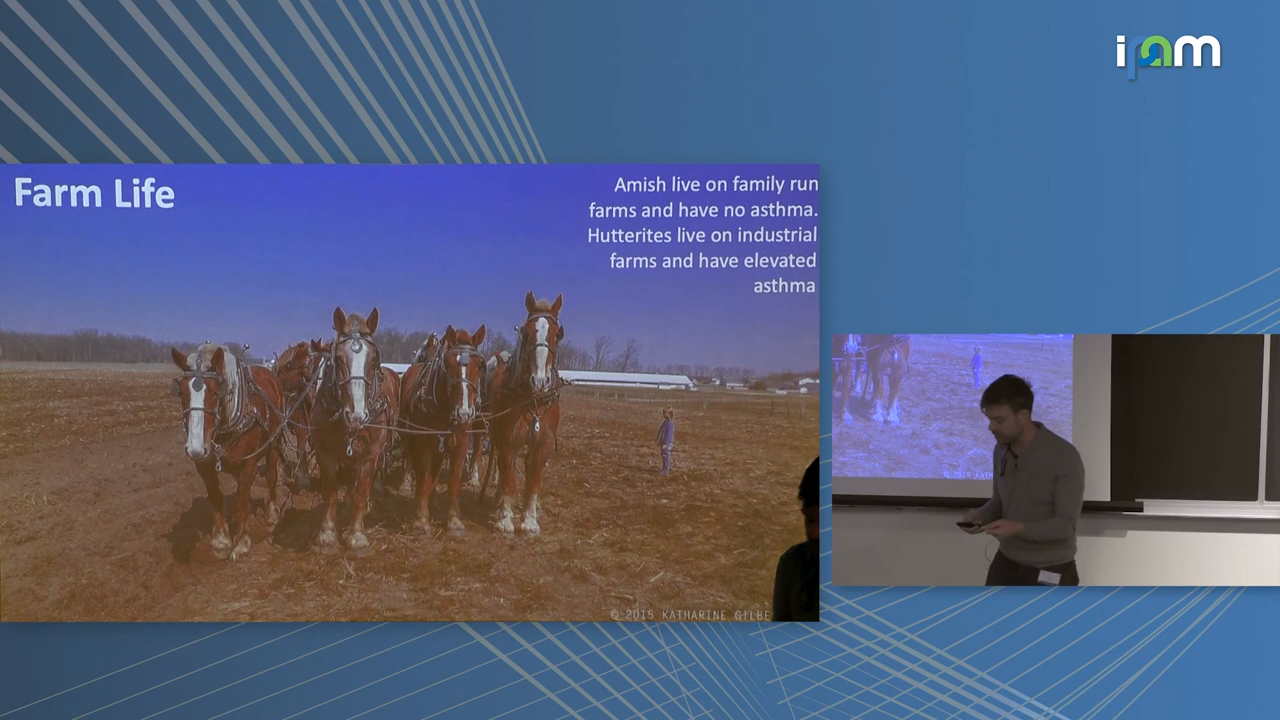 ipam
Farm Life
Amish live on family run
farms and have no asthma.
Hutterites live on industrial
farms and have elevated
asthma
© 2015 KATHARINE GILBE